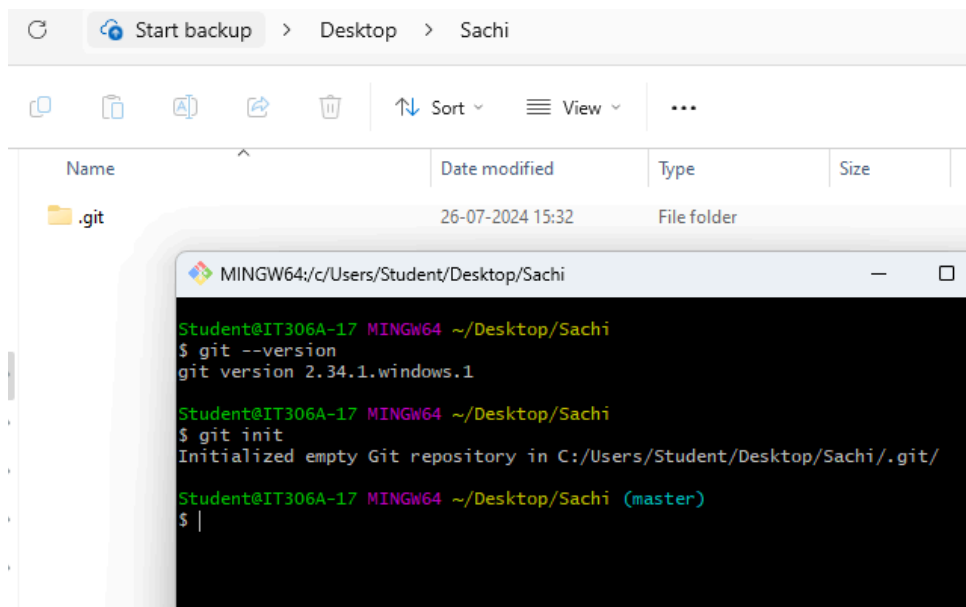 Start backup > Desktop > Sachi
Sort View ...
Name Date modified Type Size
.git 26-07-2024 15:32 File folder
MINGW64:/c/Users/Student/Desktop/Sachi
Student@IT306A-17 MINGW64 ~/Desktop/Sachi
$ git --version
git version 2.34.1.windows.1
Student@IT306A-17 MINGW64 ~/Desktop/Sachi
$ git init
Initialized empty Git repository in C:/Users/Student/Desktop/Sachi/.git/
Student@IT306A-17 MINGW64 ~/Desktop/Sachi (master)
$